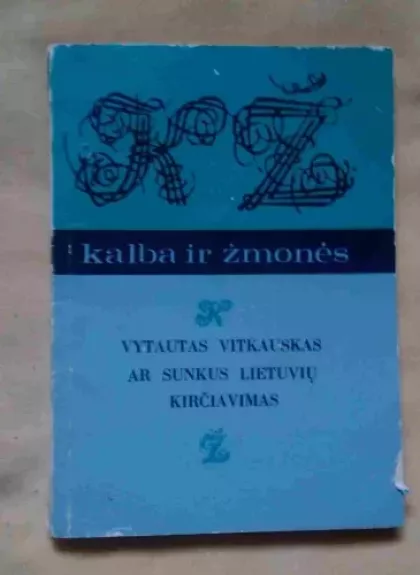 K Ž
kalba ir žmonės
K
VYTAUTAS VITKAUSKAS
AR SUNKUS LIETUVIŲ
KIRČIAVIMAS
Ž